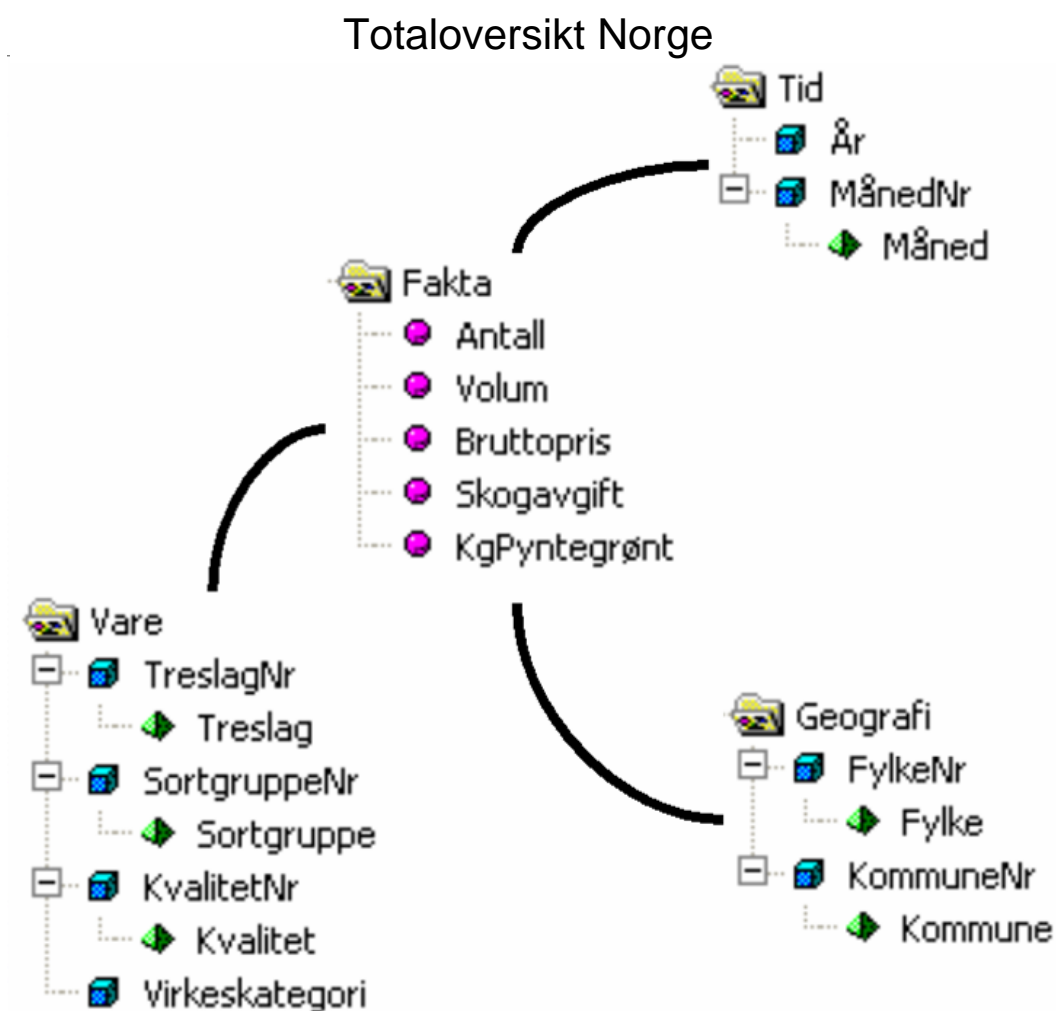 Totaloversikt Norge
Tid
År
MånedNr
Måned
Fakta
Antall
Volum
Bruttopris
Skogavgift
KgPyntegrønt
Vare
TreslagNr
Treslag
SortgruppeNr
Sortgruppe
KvalitetNr
Kvalitet
Virkeskategori
Geografi
FylkeNr
Fylke
KommuneNr
Kommune